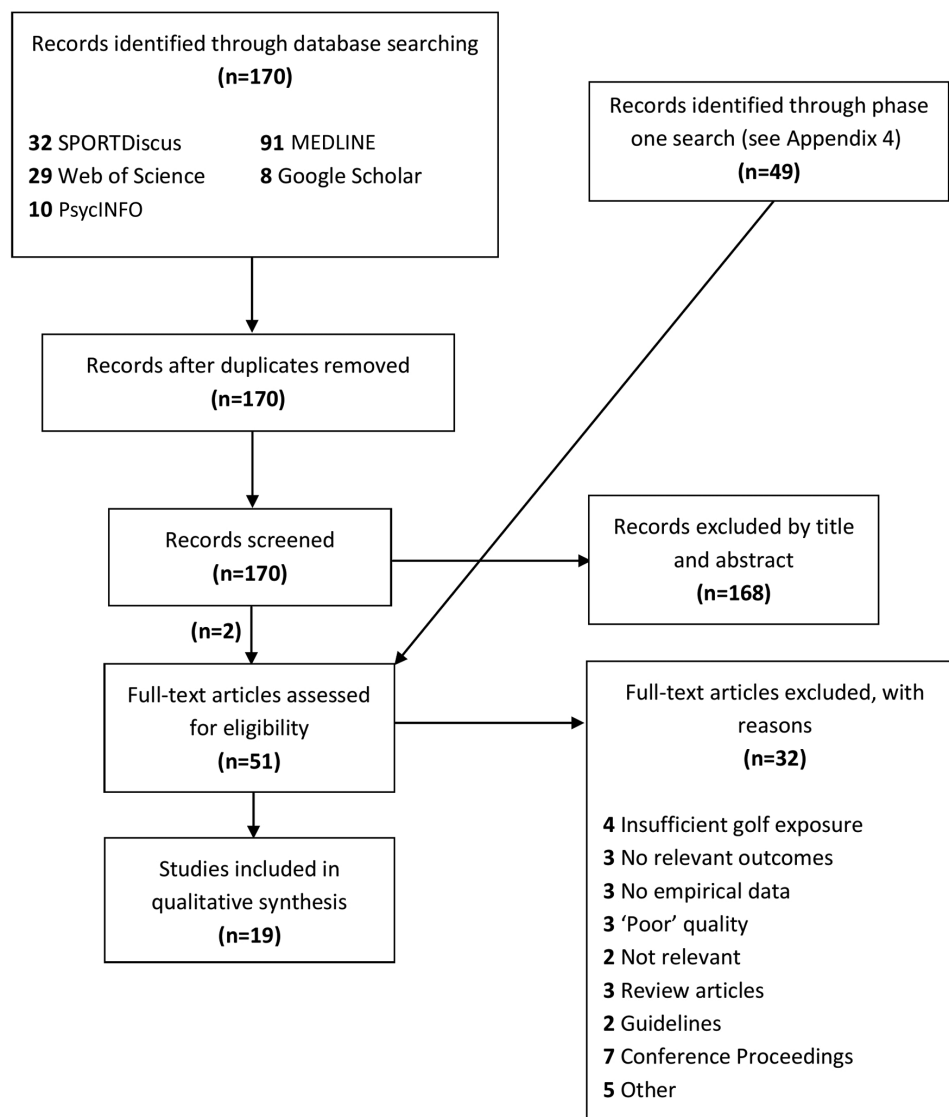 Records identified through database searching
(n=170)
32 SPORTDiscus
91 MEDLINE
29 Web of Science
8 Google Scholar
10 PsycINFO
Records identified through phase
one search (see Appendix 4)
(n=49)
Records after duplicates removed
(n=170)
Records screened
(n=170)
Records excluded by title
and abstract
(n=168)
(n=2)
Full-text articles assessed
for eligibility
(n=51)
Full-text articles excluded, with
reasons
(n=32)
4 Insufficient golf exposure
3 No relevant outcomes
3 No empirical data
3 ‘Poor’ quality
2 Not relevant
3 Review articles
2 Guidelines
7 Conference Proceedings
5 Other
Studies included in
qualitative synthesis
(n=19)